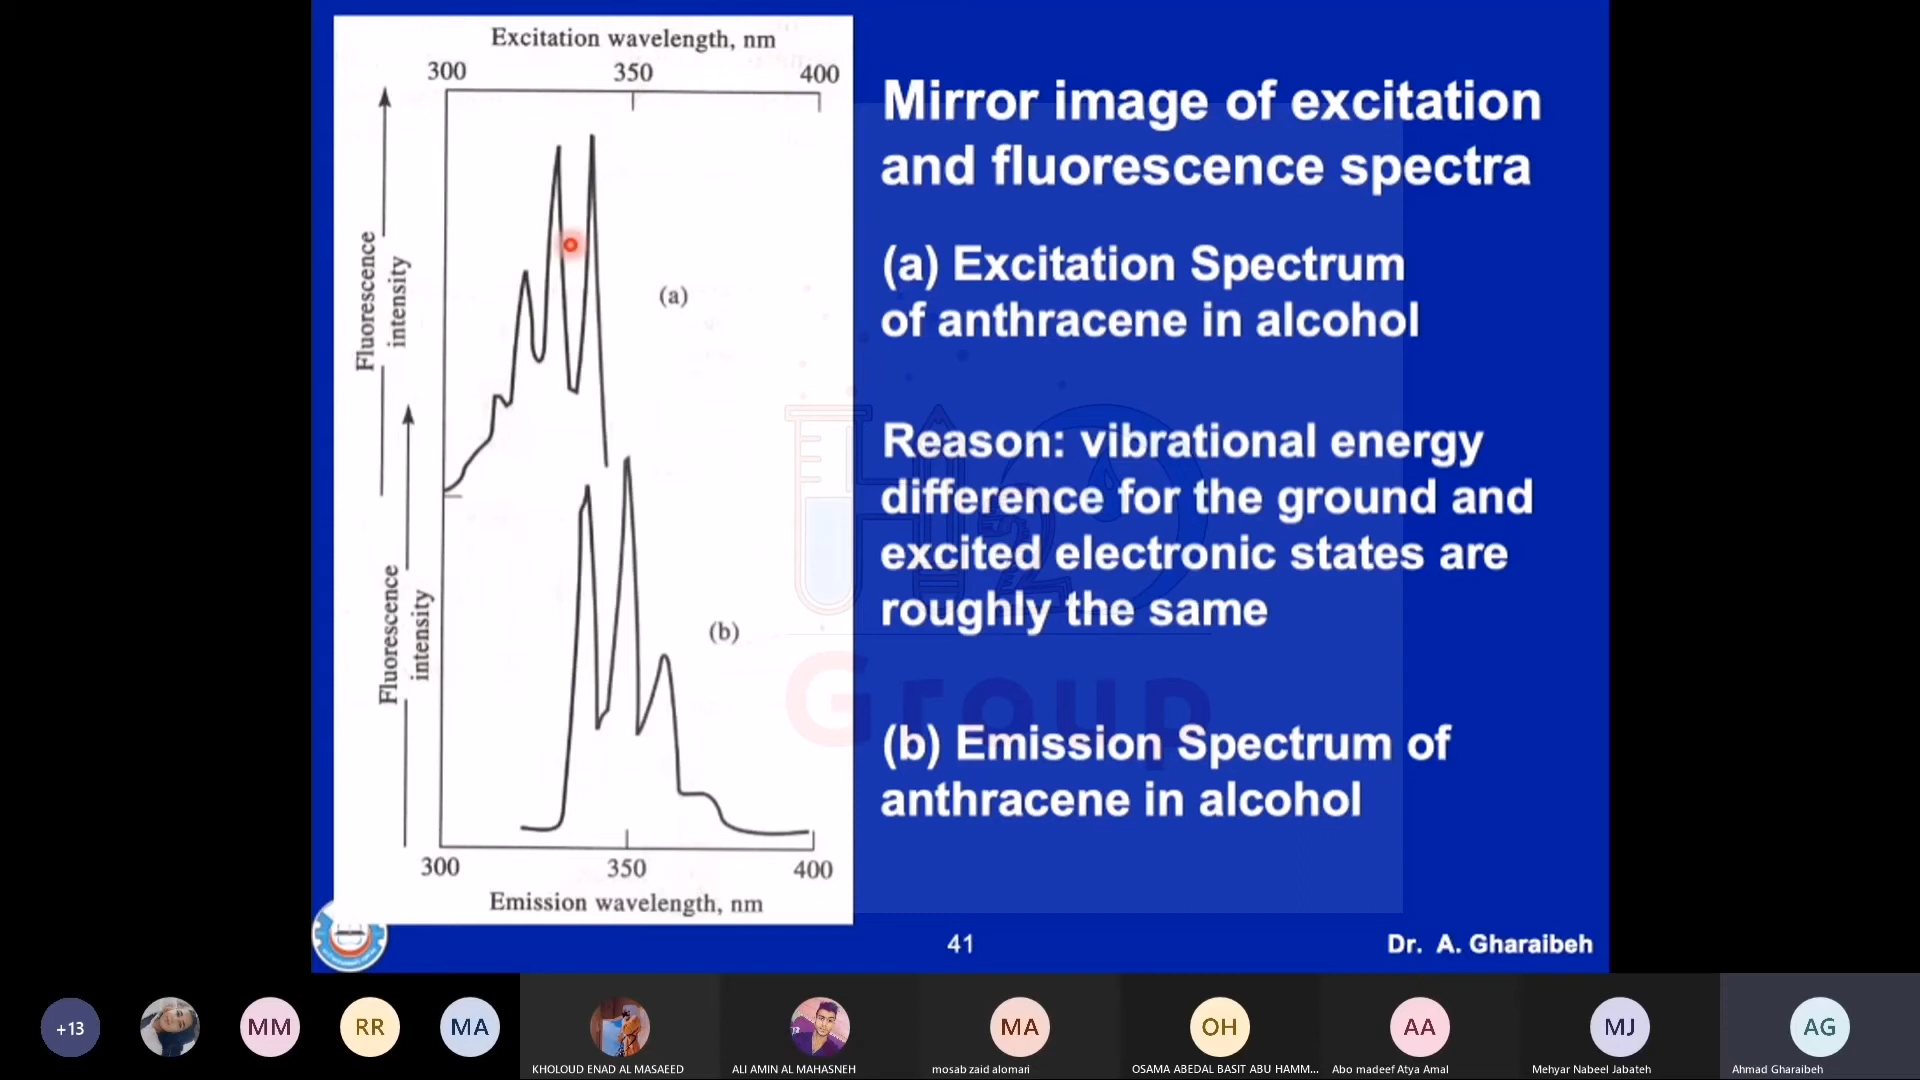 Excitation wavelength, nm
300 350 400
Fluorescence
intensity
(a)
Fluorescence
intensity
(b)
300 350 400
Emission wavelength, nm
Mirror image of excitation
and fluorescence spectra
(a) Excitation Spectrum
of anthracene in alcohol
Reason: vibrational energy
difference for the ground and
excited electronic states are
roughly the same
(b) Emission Spectrum of
anthracene in alcohol
H2O
Group
41
Dr. A. Gharaibeh
+13
MM
RR
MA
KHOLOUD ENAD AL MASAEED
ALI AMIN AL MAHASNEH
MA
mosab zaid alomari
OH
OSAMA ABEDAL BASIT ABU HAMM...
AA
Abo madeef Atya Amal
MJ
Mehyar Nabeel Jabateh
AG
Ahmad Gharaibeh